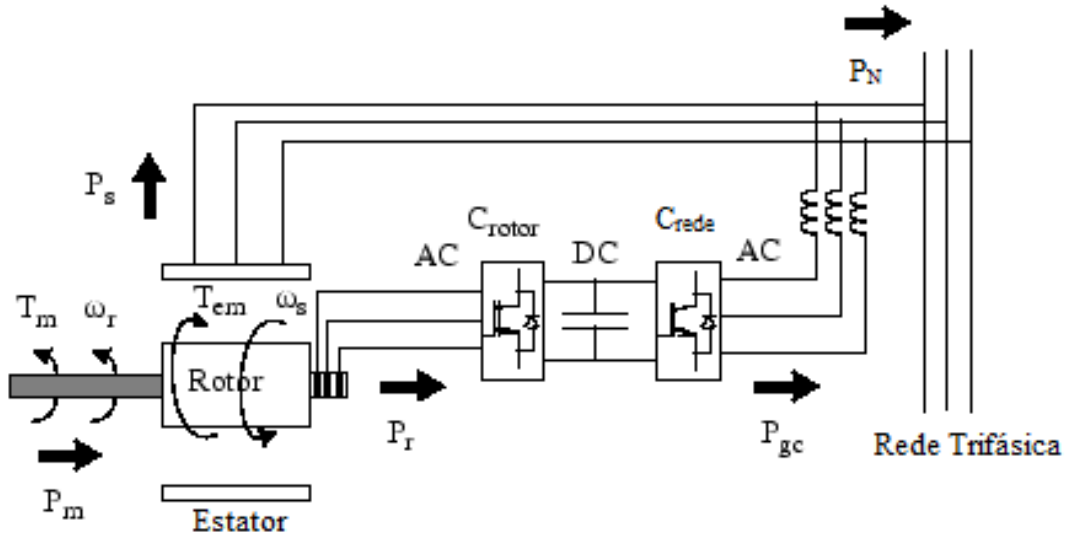 P_N
P_s
C_rotor
C_rede
AC
DC
AC
T_m
ω_r
T_em
ω_s
Rotor
P_r
P_gc
P_m
Rede Trifásica
Estator